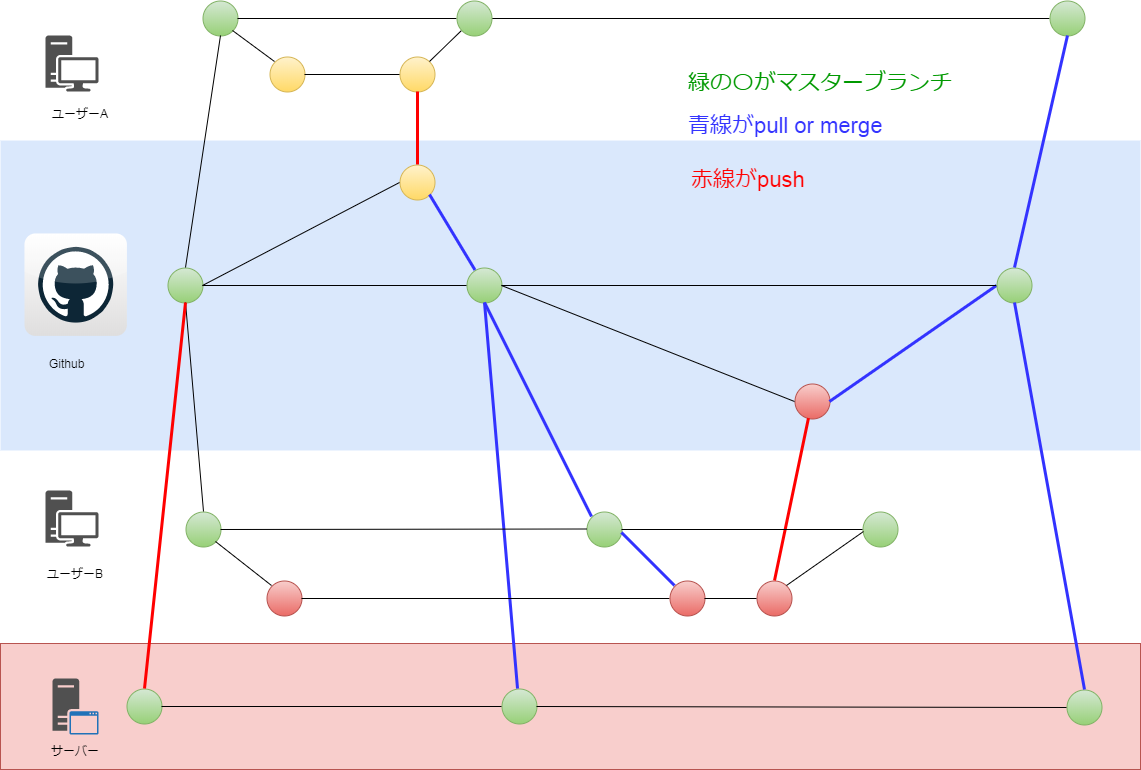 ユーザーA
緑の〇がマスターブランチ
青線がpull or merge
赤線がpush
Github
ユーザーB
サーバー